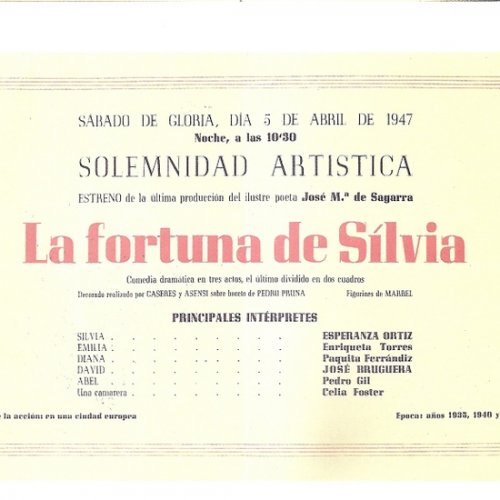 SÁBADO DE GLORIA, DÍA 5 DE ABRIL DE 1947
Noche, a las 10'30
SOLEMNIDAD ARTISTICA
ESTRENO de la última producción del ilustre poeta José M.ª de Sagarra
La fortuna de Sílvia
Comedia dramática en tres actos, el último dividido en dos cuadros
Decorado realizado por CASERES y ASENSI sobre boceto de PEDRO PRUNA Figurines de MARBEL
PRINCIPALES INTÉRPRETES
SILVIA . . . . . . . . . ESPERANZA ORTIZ
EMILIA . . . . . . . . . Enriqueta Torres
DIANA . . . . . . . . . Paquita Ferrándiz
DAVID . . . . . . . . . JOSÉ BRUGUERA
ABEL . . . . . . . . . Pedro Gil
Una camarera . . . . . . . Celia Foster
la acción: en una ciudad europea Epoca: años 1935, 1940 y